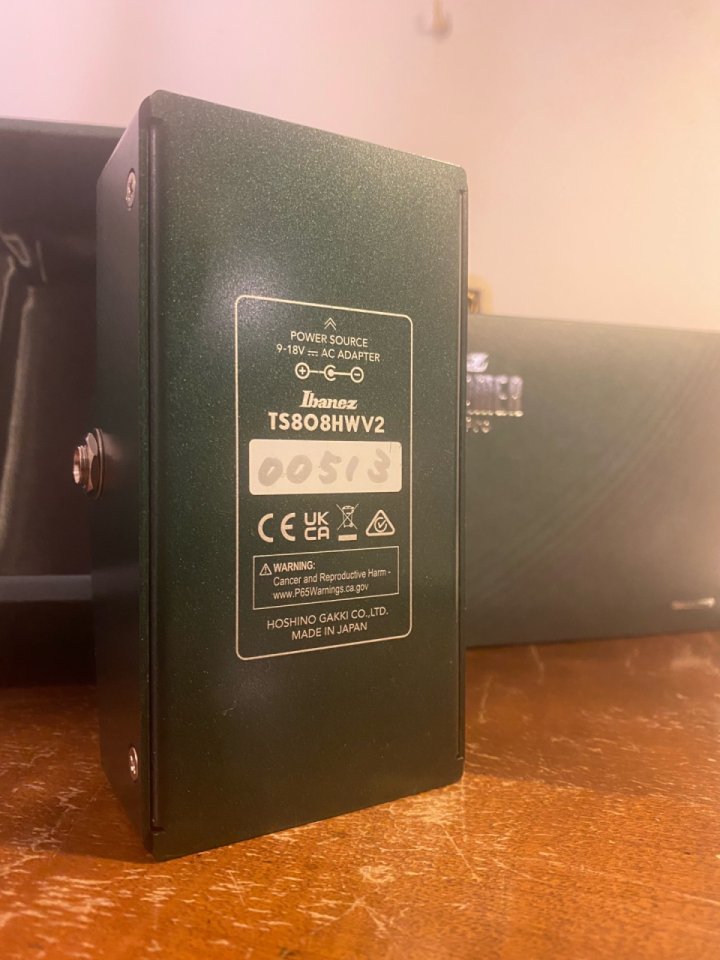 POWER SOURCE
9-18V ⎓ AC ADAPTER
+ −
Ibanez
TS808HWV2
00513
CE UK CA
⚠ WARNING:
Cancer and Reproductive Harm -
www.P65Warnings.ca.gov
HOSHINO GAKKI CO.,LTD.
MADE IN JAPAN